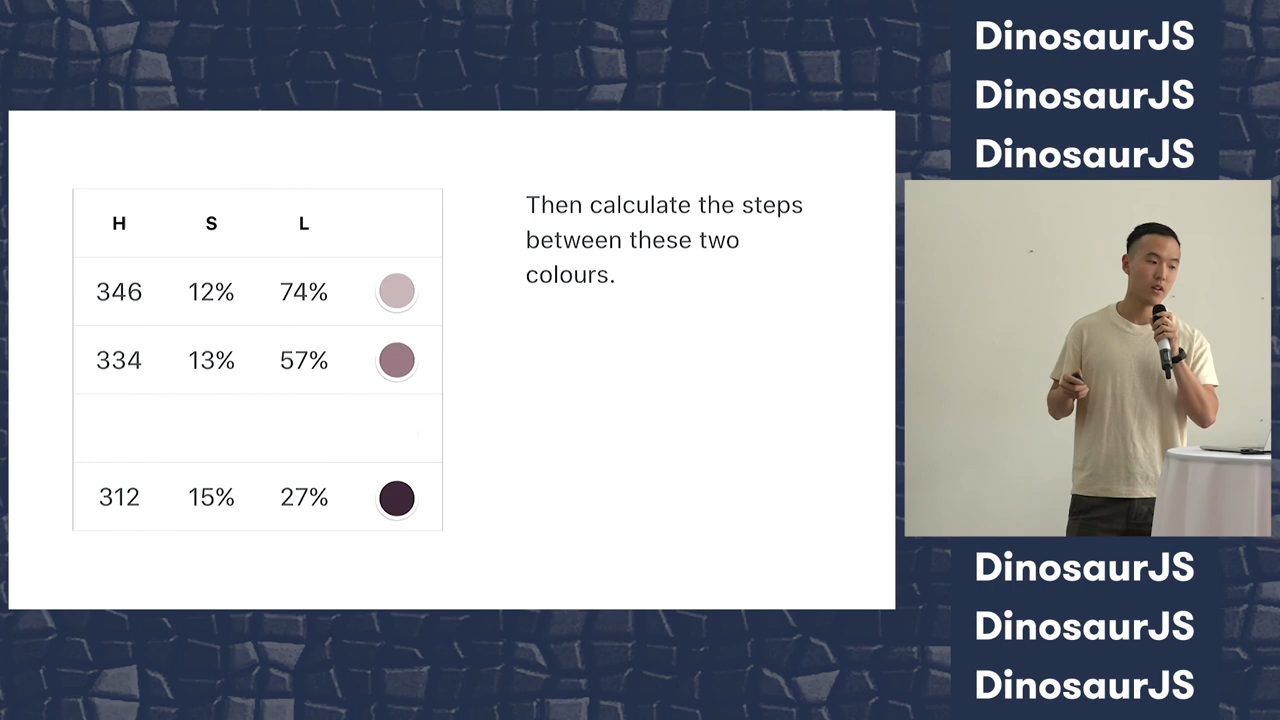 DinosaurJS
DinosaurJS
DinosaurJS
H S L
346 12% 74%
334 13% 57%
312 15% 27%
Then calculate the steps
between these two
colours.
DinosaurJS
DinosaurJS
DinosaurJS